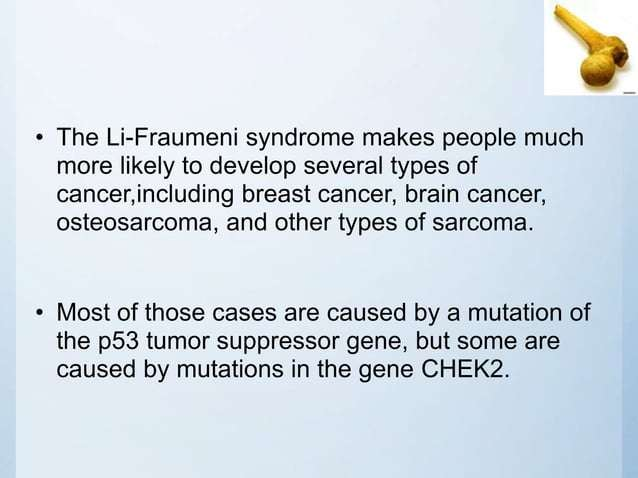 • The Li-Fraumeni syndrome makes people much
more likely to develop several types of
cancer,including breast cancer, brain cancer,
osteosarcoma, and other types of sarcoma.
• Most of those cases are caused by a mutation of
the p53 tumor suppressor gene, but some are
caused by mutations in the gene CHEK2.